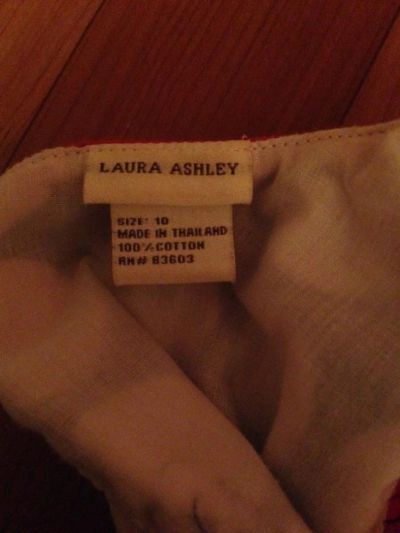 LAURA ASHLEY
SIZE: 10
MADE IN THAILAND
100% COTTON
RN# 83603